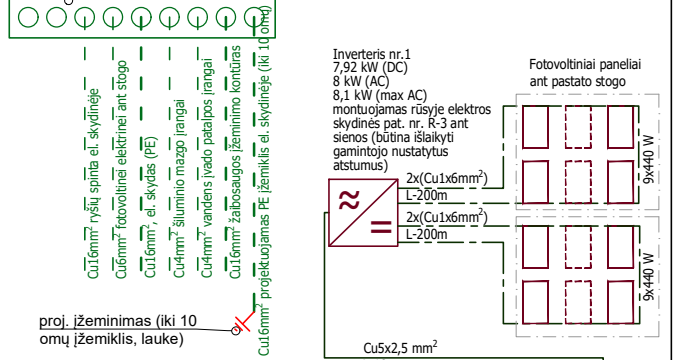 Cu16mm² ryšių spinta el. skydinėje
Cu6mm² fotovoltinei elektrinei ant stogo
Cu16mm², el. skydas (PE)
Cu4mm² šiluminio mazgo įrangai
Cu4mm² vandens įvado patalpos įrangai
Cu16mm² žaibosaugos įžeminimo kontūras
Cu16mm² projektuojamas PE įžemiklis el. skydinėje (iki 10 omų)
proj. įžeminimas (iki 10
omų įžemiklis, lauke)
Inverteris nr.1
7,92 kW (DC)
8 kW (AC)
8,1 kW (max AC)
montuojamas rūsyje elektros
skydinės pat. nr. R-3 ant
sienos (būtina išlaikyti
gamintojo nustatytus
atstumus)
2x(Cu1x6mm²)
L-200m
2x(Cu1x6mm²)
L-200m
Fotovoltiniai paneliai
ant pastato stogo
9x440 W
9x440 W
Cu5x2,5 mm²